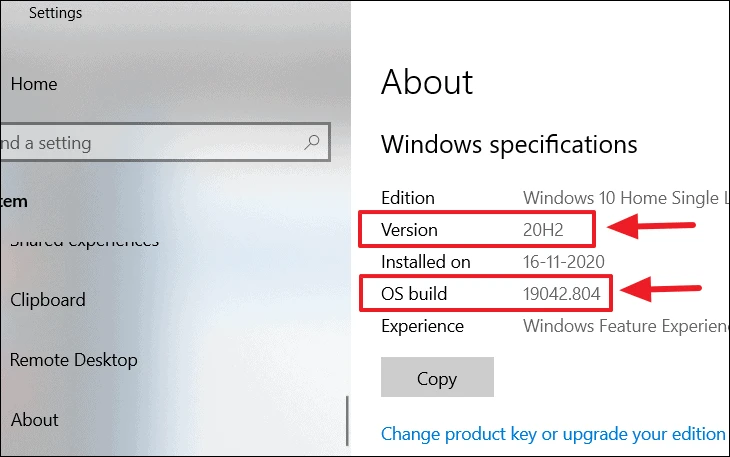 Settings
Home
nd a setting
tem
Shared experiences
Clipboard
Remote Desktop
About
About
Windows specifications
Edition Windows 10 Home Single L
Version 20H2
Installed on 16-11-2020
OS build 19042.804
Experience Windows Feature Experien
Copy
Change product key or upgrade your edition